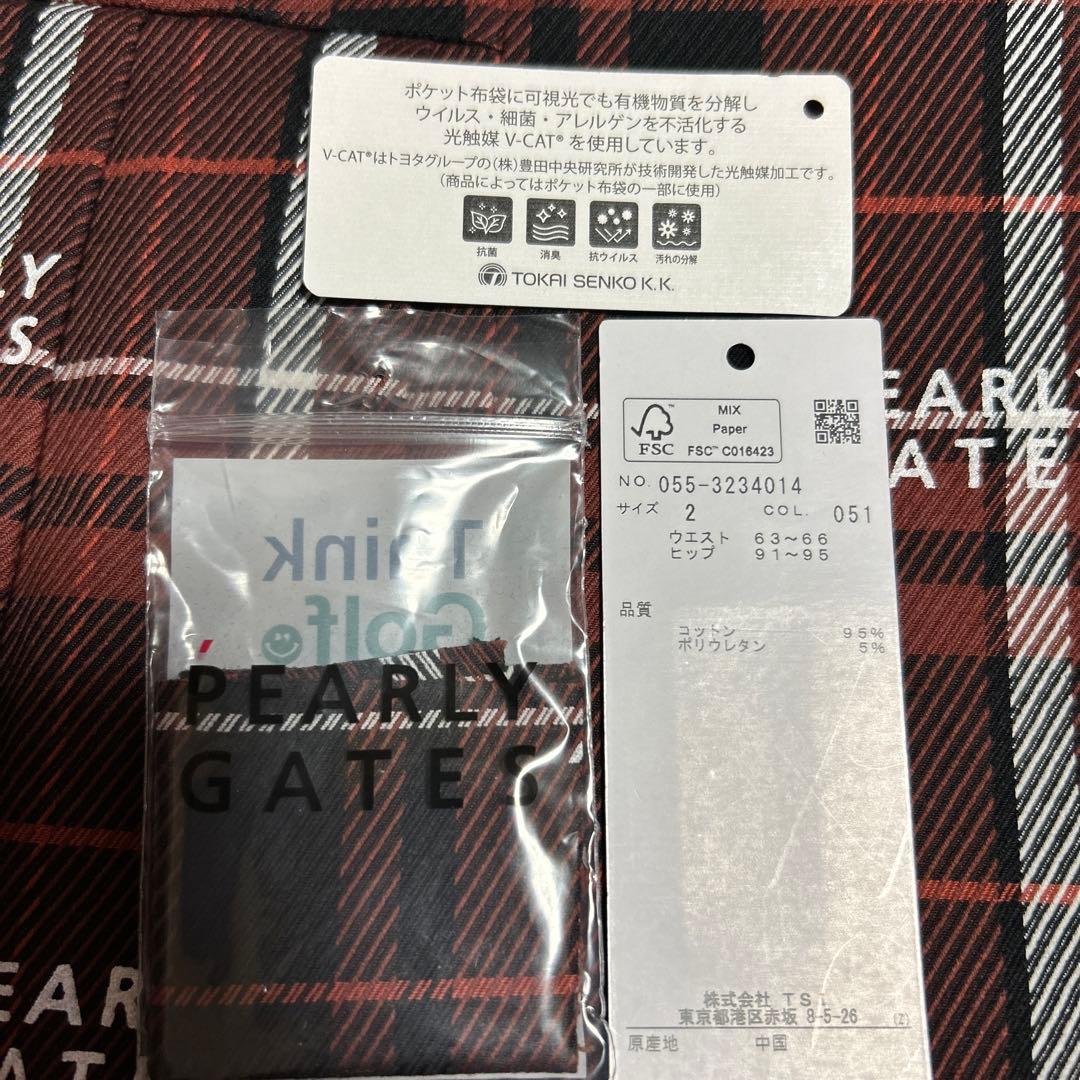 ポケット布袋に可視光でも有機物質を分解し
ウイルス・細菌・アレルゲンを不活化する
光触媒 V-CAT® を使用しています。
V-CAT®はトヨタグループの(株)豊田中央研究所が技術開発した光触媒加工です。
(商品によってはポケット布袋の一部に使用)
抗菌 消臭 抗ウイルス 汚れの分解
TOKAI SENKO K.K.
MIX
Paper
FSC™ C016423
FSC
NO. 055-3234014
サイズ 2 COL. 051
ウエスト 63～66
ヒップ 91～95
品質
コットン 95%
ポリウレタン 5%
株式会社 TSI
東京都港区赤坂 8-5-26 (Z)
原産地 中国
Think
Golf
PEARLY
GATES
LY
S
EARLY
ATE
EAR
AT